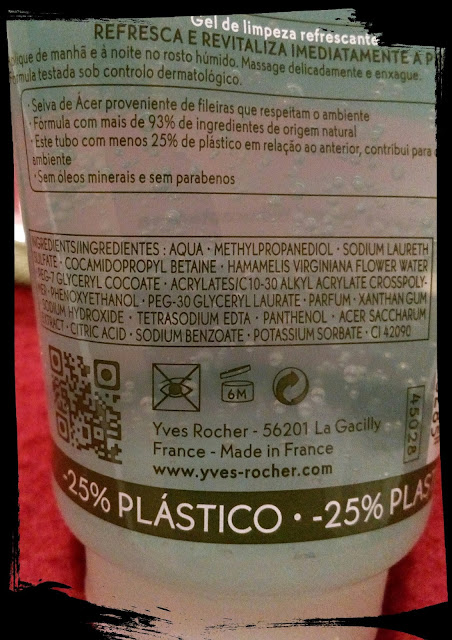 Gel de limpeza refrescante
REFRESCA E REVITALIZA IMEDIATAMENTE A P
plique de manhã e à noite no rosto húmido. Massage delicadamente e enxague.
órmula testada sob controlo dermatológico.
· Selva de Ácer proveniente de fileiras que respeitam o ambiente
· Fórmula com mais de 93% de ingredientes de origem natural
· Este tubo com menos 25% de plástico em relação ao anterior, contribui para o
ambiente
· Sem óleos minerais e sem parabenos
INGREDIENTS/INGREDIENTES : AQUA · METHYLPROPANEDIOL · SODIUM LAURETH
SULFATE · COCAMIDOPROPYL BETAINE · HAMAMELIS VIRGINIANA FLOWER WATER
PEG-7 GLYCERYL COCOATE · ACRYLATES/C10-30 ALKYL ACRYLATE CROSSPOLY-
MER · PHENOXYETHANOL · PEG-30 GLYCERYL LAURATE · PARFUM · XANTHAN GUM
SODIUM HYDROXIDE · TETRASODIUM EDTA · PANTHENOL · ACER SACCHARUM
EXTRACT · CITRIC ACID · SODIUM BENZOATE · POTASSIUM SORBATE · CI 42090
6M
Yves Rocher - 56201 La Gacilly
France - Made in France
www.yves-rocher.com
45028
-25% PLÁSTICO · -25% PLÁS